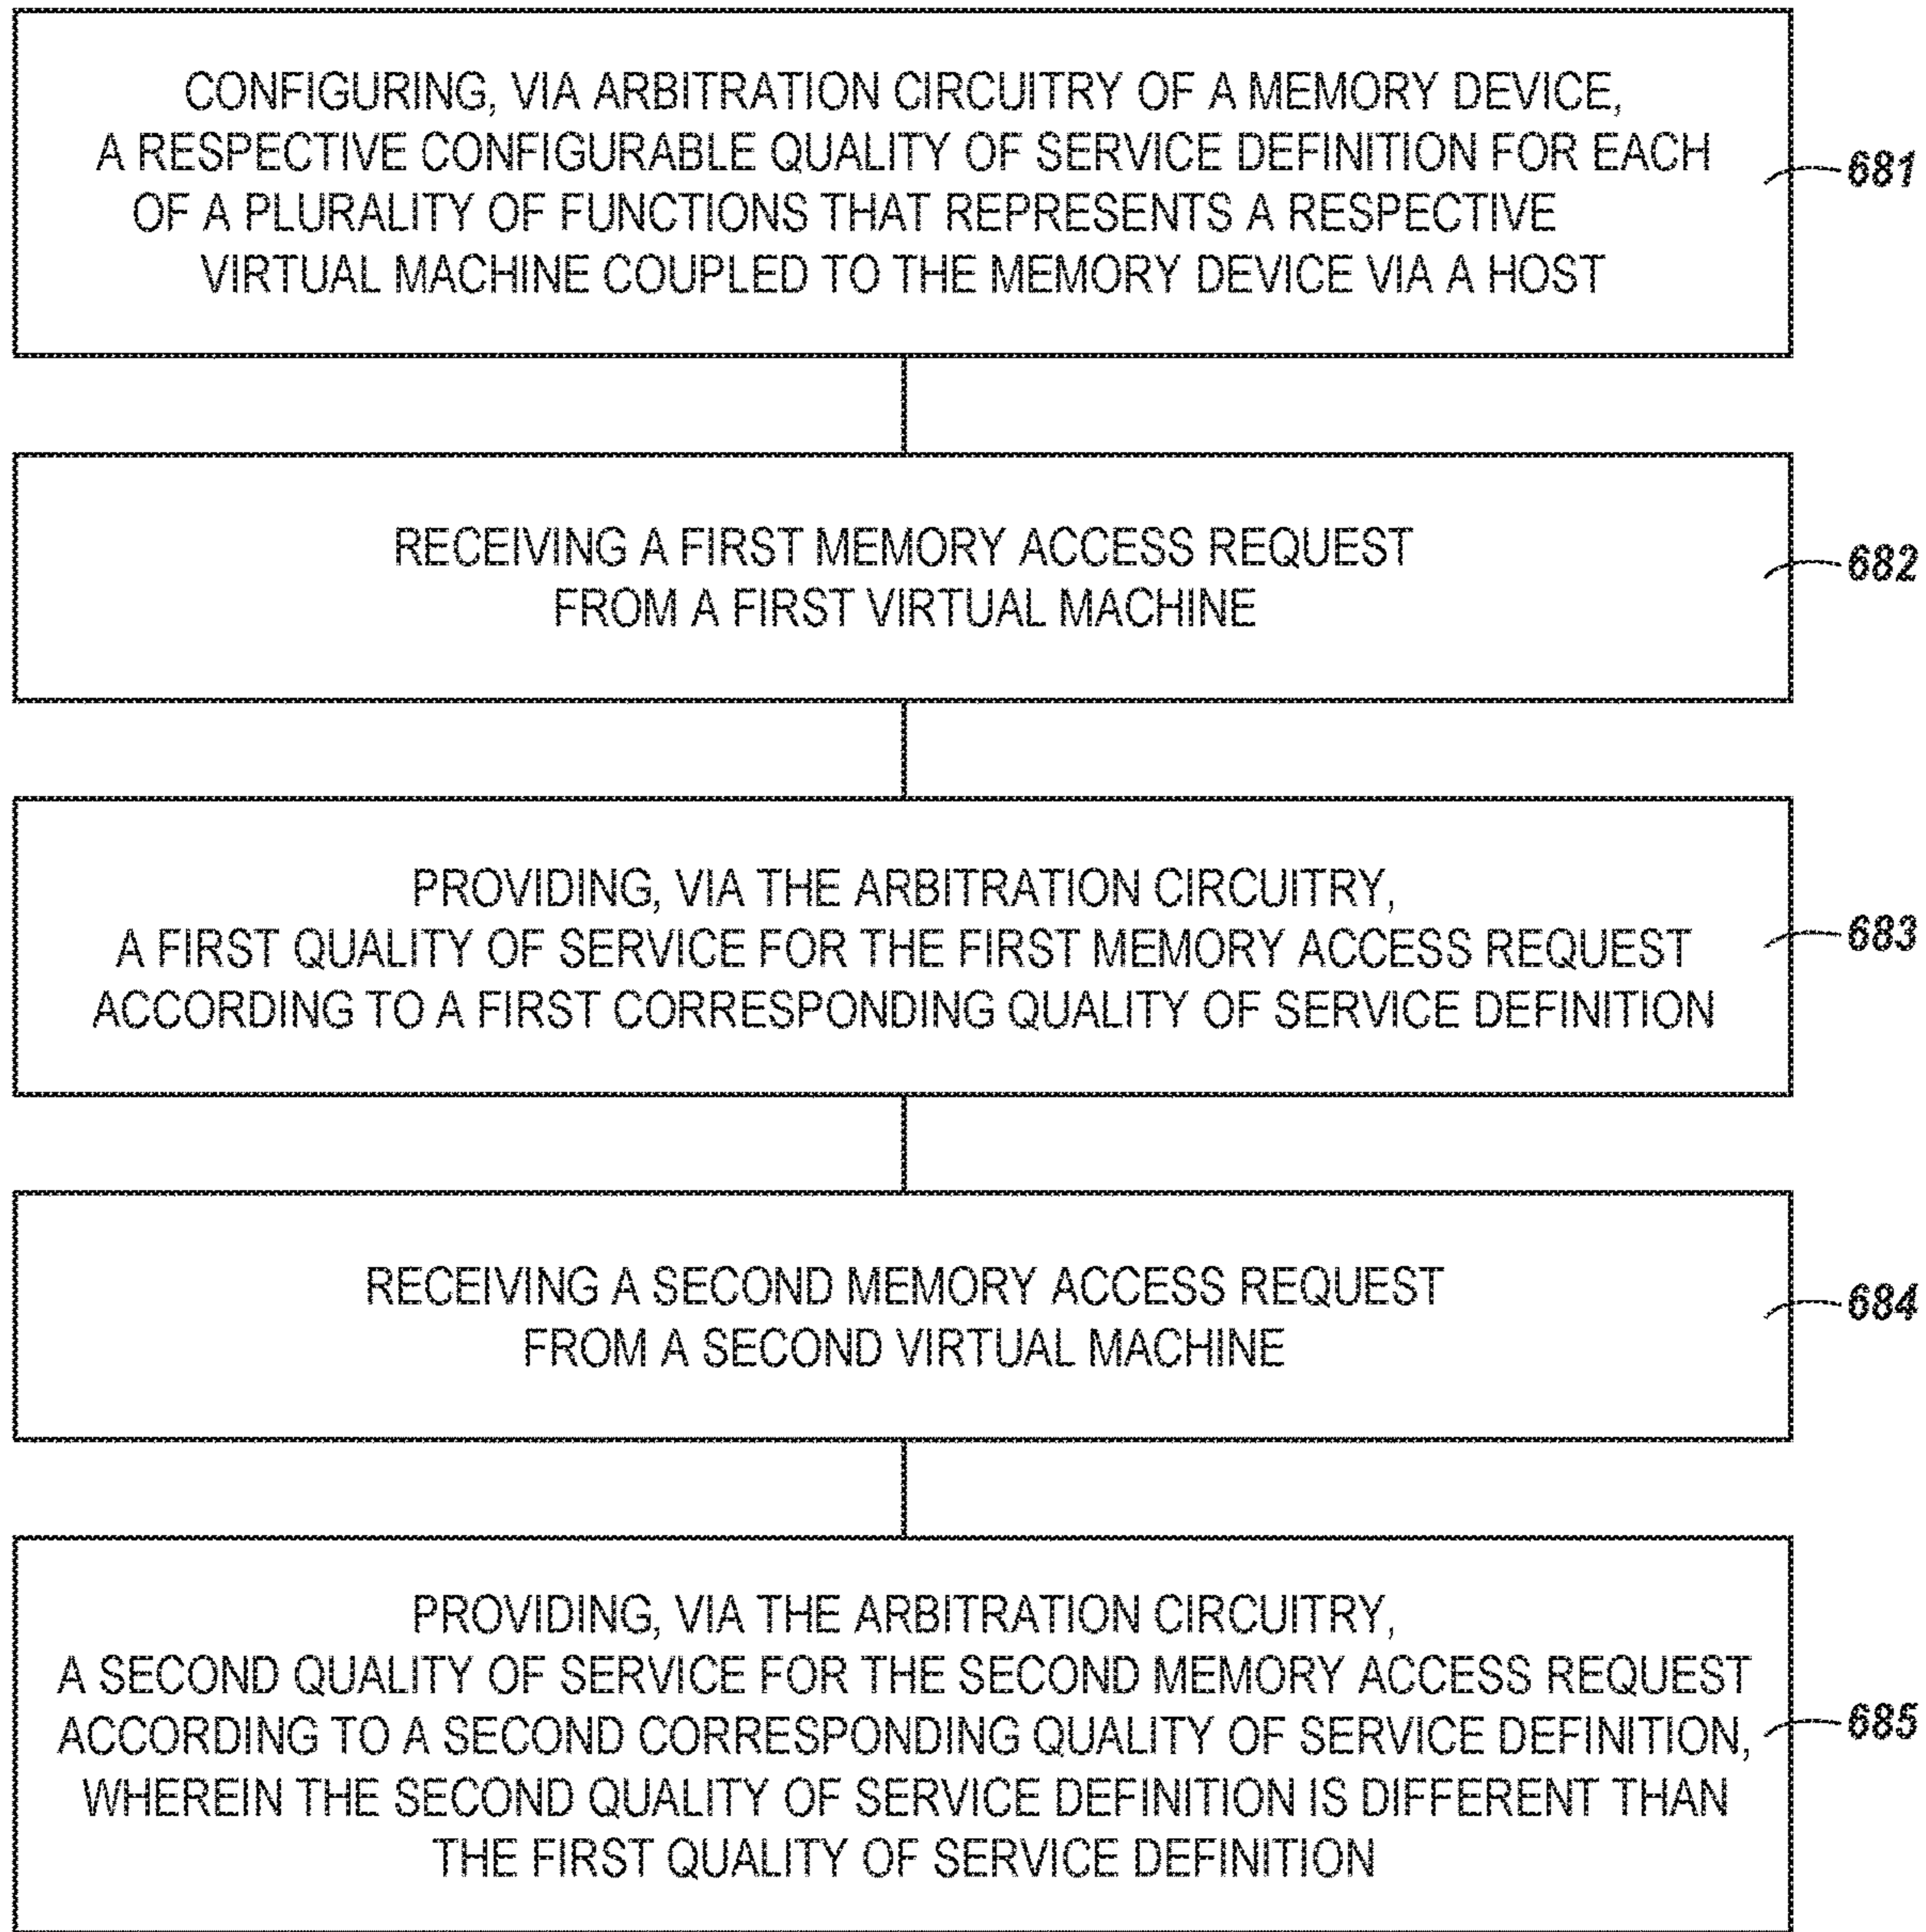 CONFIGURING, VIA ARBITRATION CIRCUITRY OF A MEMORY DEVICE,
A RESPECTIVE CONFIGURABLE QUALITY OF SERVICE DEFINITION FOR EACH
OF A PLURALITY OF FUNCTIONS THAT REPRESENTS A RESPECTIVE
VIRTUAL MACHINE COUPLED TO THE MEMORY DEVICE VIA A HOST
681
RECEIVING A FIRST MEMORY ACCESS REQUEST
FROM A FIRST VIRTUAL MACHINE
682
PROVIDING, VIA THE ARBITRATION CIRCUITRY,
A FIRST QUALITY OF SERVICE FOR THE FIRST MEMORY ACCESS REQUEST
ACCORDING TO A FIRST CORRESPONDING QUALITY OF SERVICE DEFINITION
683
RECEIVING A SECOND MEMORY ACCESS REQUEST
FROM A SECOND VIRTUAL MACHINE
684
PROVIDING, VIA THE ARBITRATION CIRCUITRY,
A SECOND QUALITY OF SERVICE FOR THE SECOND MEMORY ACCESS REQUEST
ACCORDING TO A SECOND CORRESPONDING QUALITY OF SERVICE DEFINITION,
WHEREIN THE SECOND QUALITY OF SERVICE DEFINITION IS DIFFERENT THAN
THE FIRST QUALITY OF SERVICE DEFINITION
685